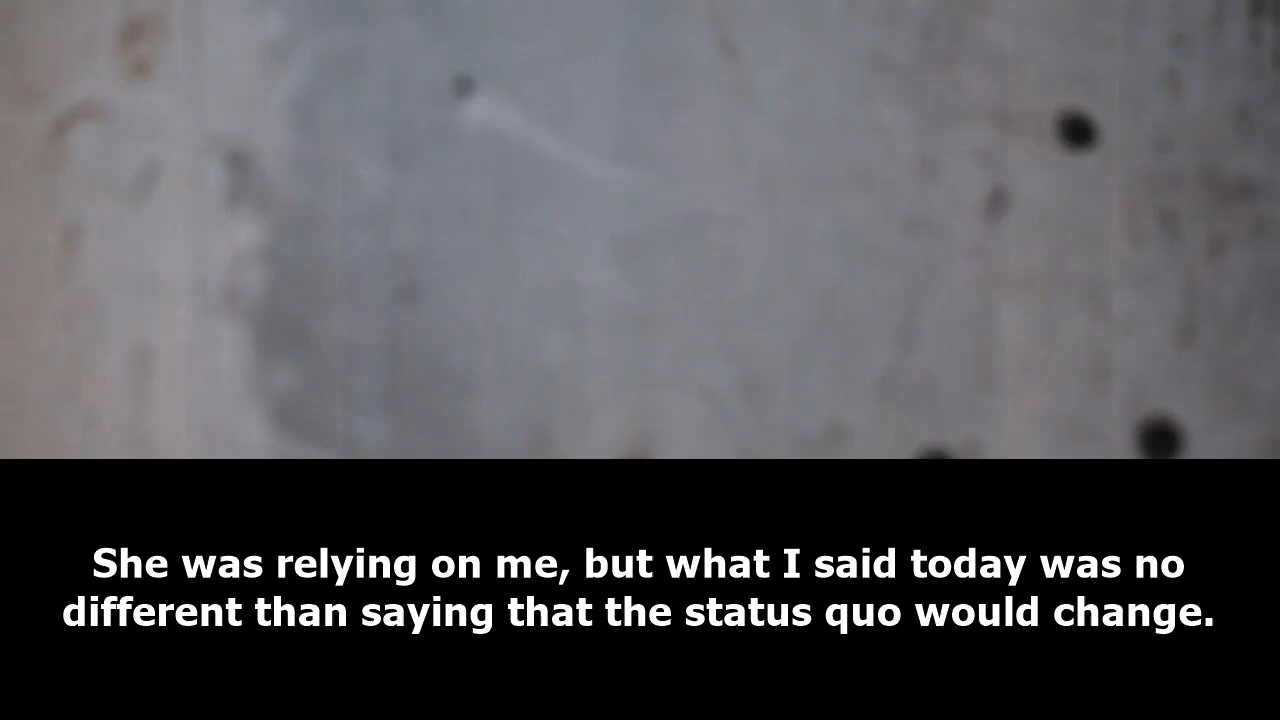 She was relying on me, but what I said today was no
different than saying that the status quo would change.